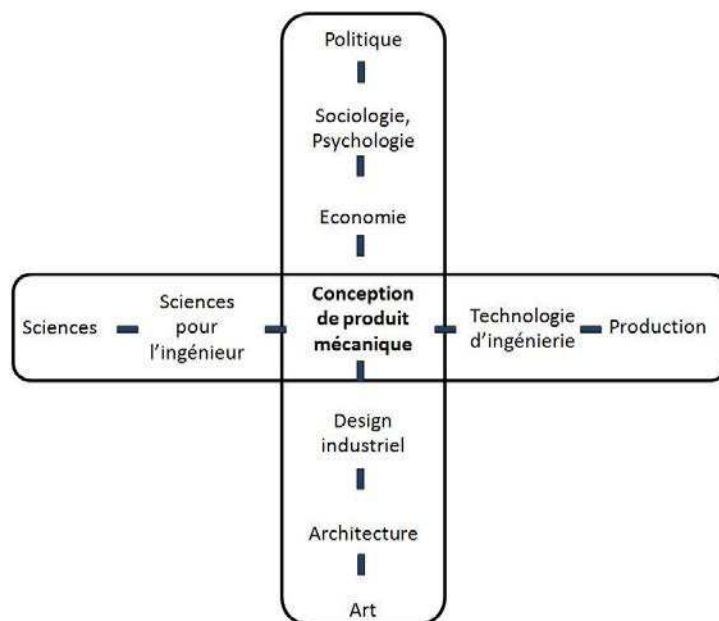 Politique
Sociologie,
Psychologie
Economie
Sciences
Sciences
pour
l'ingénieur
Conception
de produit
mécanique
Technologie
d'ingénierie
Production
Design
industriel
Architecture
Art